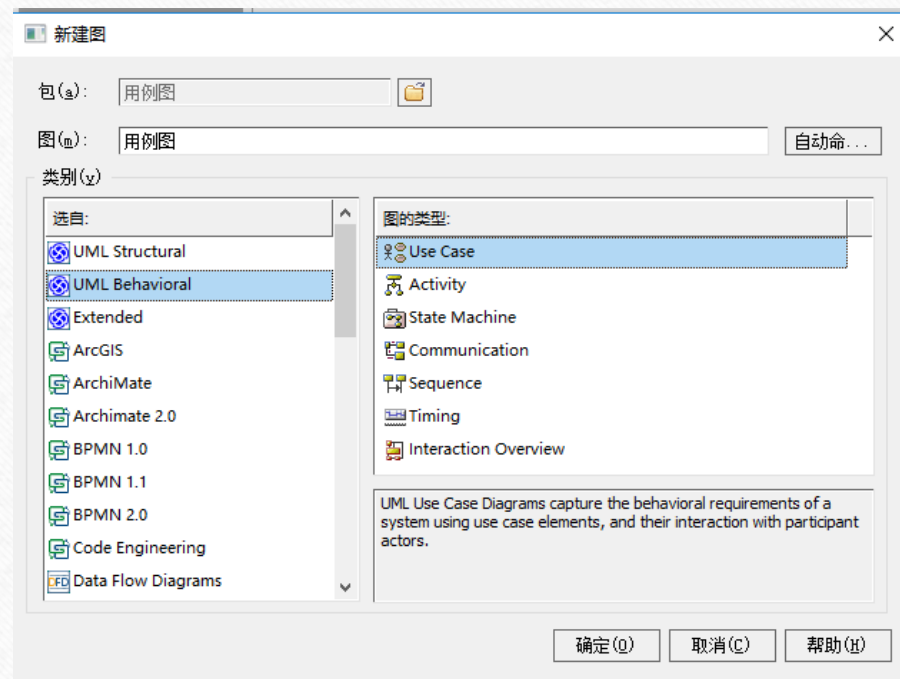 新建图
包(a):
用例图
图(m):
用例图
自动命...
类别(y)
选自:
UML Structural
UML Behavioral
Extended
ArcGIS
ArchiMate
Archimate 2.0
BPMN 1.0
BPMN 1.1
BPMN 2.0
Code Engineering
DFD Data Flow Diagrams
图的类型:
Use Case
Activity
State Machine
Communication
Sequence
Timing
Interaction Overview
UML Use Case Diagrams capture the behavioral requirements of a
system using use case elements, and their interaction with participant
actors.
确定(O)
取消(C)
帮助(H)